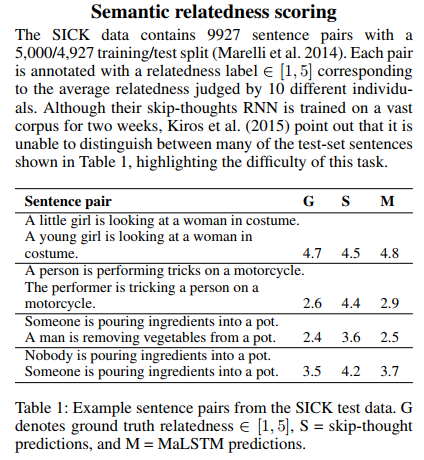 Semantic relatedness scoring
The SICK data contains 9927 sentence pairs with a
5,000/4,927 training/test split (Marelli et al. 2014). Each pair
is annotated with a relatedness label ∈ [1, 5] corresponding
to the average relatedness judged by 10 different individu-
als. Although their skip-thoughts RNN is trained on a vast
corpus for two weeks, Kiros et al. (2015) point out that it is
unable to distinguish between many of the test-set sentences
shown in Table 1, highlighting the difficulty of this task.
Sentence pair G S M
A little girl is looking at a woman in costume.
A young girl is looking at a woman in
costume. 4.7 4.5 4.8
A person is performing tricks on a motorcycle.
The performer is tricking a person on a
motorcycle. 2.6 4.4 2.9
Someone is pouring ingredients into a pot.
A man is removing vegetables from a pot. 2.4 3.6 2.5
Nobody is pouring ingredients into a pot.
Someone is pouring ingredients into a pot. 3.5 4.2 3.7
Table 1: Example sentence pairs from the SICK test data. G
denotes ground truth relatedness ∈ [1, 5], S = skip-thought
predictions, and M = MaLSTM predictions.